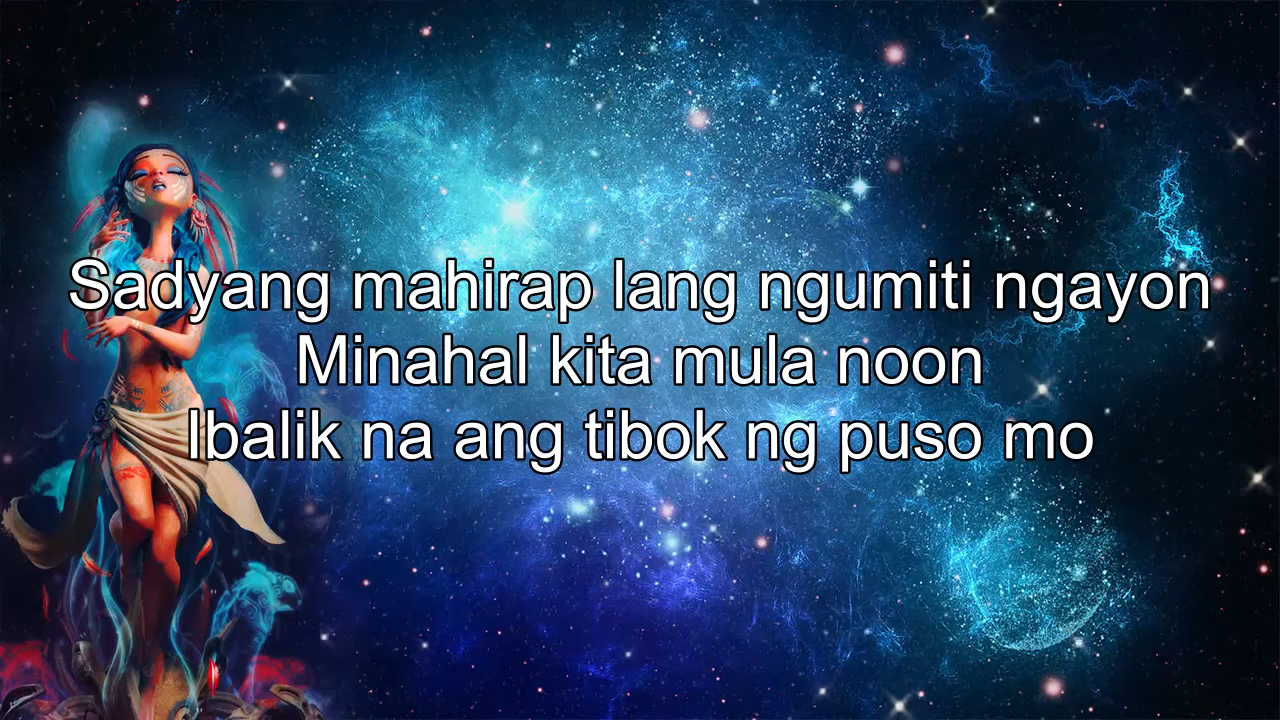 Sadyang mahirap lang ngumiti ngayon
Minahal kita mula noon
Ibalik na ang tibok ng puso mo